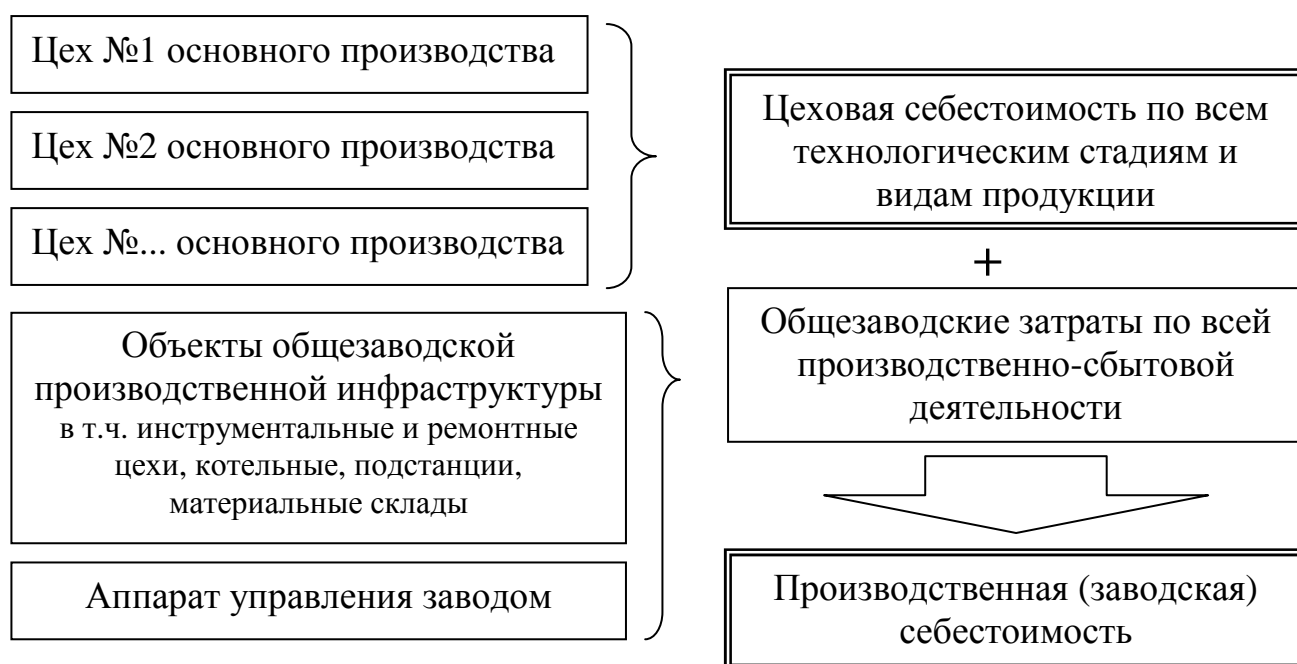 Цех №1 основного производства
Цех №2 основного производства
Цех №... основного производства
Объекты общезаводской
производственной инфраструктуры
в т.ч. инструментальные и ремонтные
цехи, котельные, подстанции,
материальные склады
Аппарат управления заводом
Цеховая себестоимость по всем
технологическим стадиям и
видам продукции
+
Общезаводские затраты по всей
производственно-сбытовой
деятельности
Производственная (заводская)
себестоимость